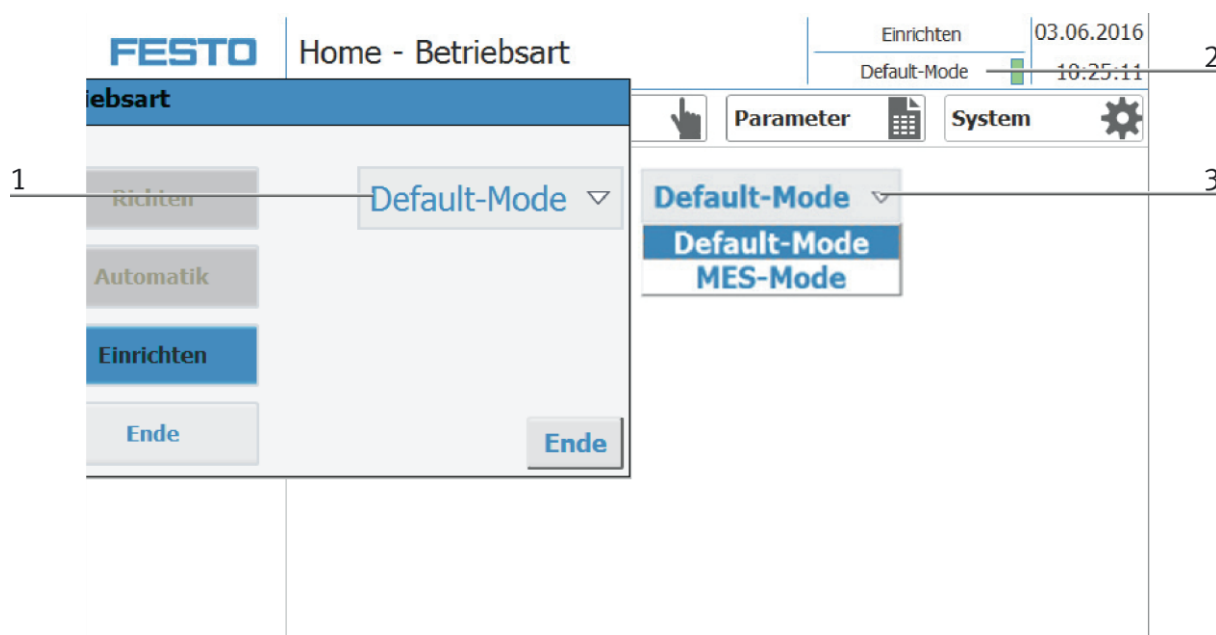 FESTO
Home - Betriebsart
Einrichten
03.06.2016
Default-Mode
10:25:11
2
iebsart
Parameter
System
1
Richten
Default-Mode
Default-Mode
3
Default-Mode
MES-Mode
Automatik
Einrichten
Ende
Ende